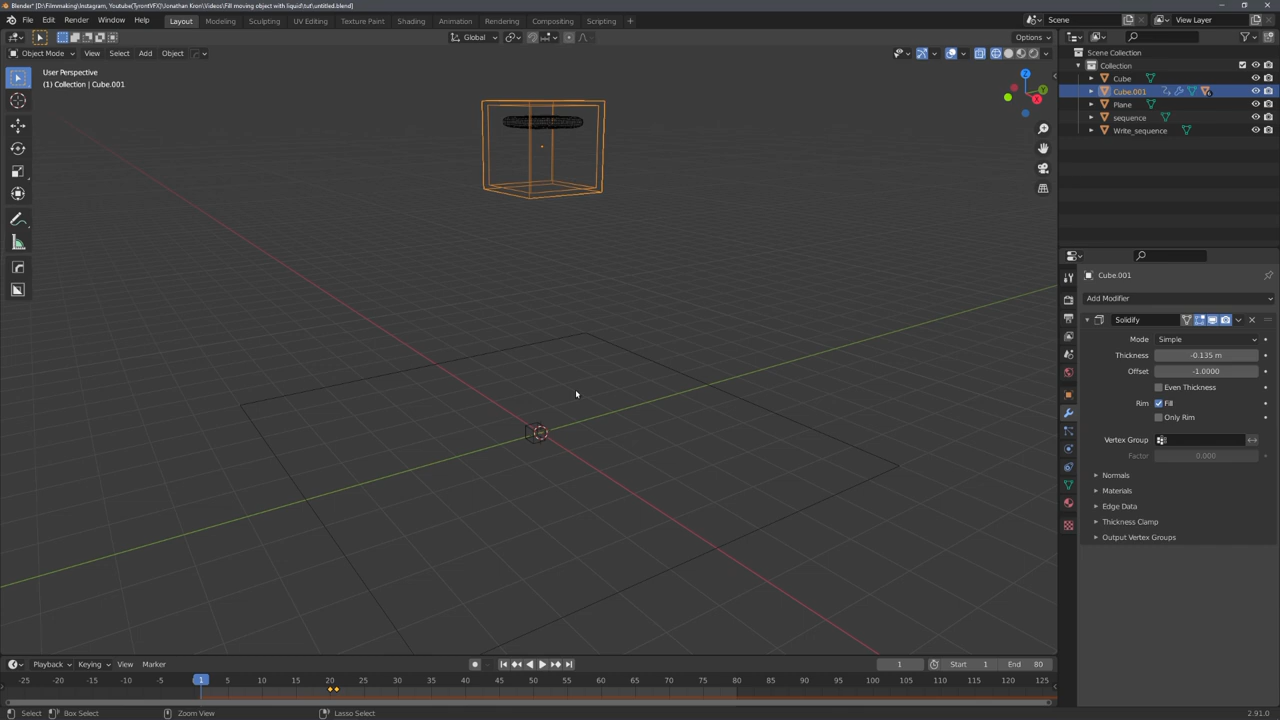 Blender* [D:\Filmmaking\Instagram, Youtube(TyrontVFX)\Jonathan Kron\Videos\Fill moving object with liquid\tut\untitled.blend]
File Edit Render Window Help Layout Modeling Sculpting UV Editing Texture Paint Shading Animation Rendering Compositing Scripting Scene View Layer
Global Options
Object Mode View Select Add Object
User Perspective
(1) Collection | Cube.001
Z
Y
X
Scene Collection
Collection
Cube
Cube.001
Plane
sequence
Write_sequence
Cube.001
Add Modifier
Solidify
Mode Simple
Thickness -0.135 m
Offset -1.0000
Even Thickness
Rim Fill
Only Rim
Vertex Group
Factor 0.000
Normals
Materials
Edge Data
Thickness Clamp
Output Vertex Groups
Playback Keying View Marker 1 Start 1 End 80
-25 -20 -15 -10 -5 1 5 10 15 20 25 30 35 40 45 50 55 60 65 70 75 80 85 90 95 100 105 110 115 120 125
Select Box Select Zoom View Lasso Select 2.91.0